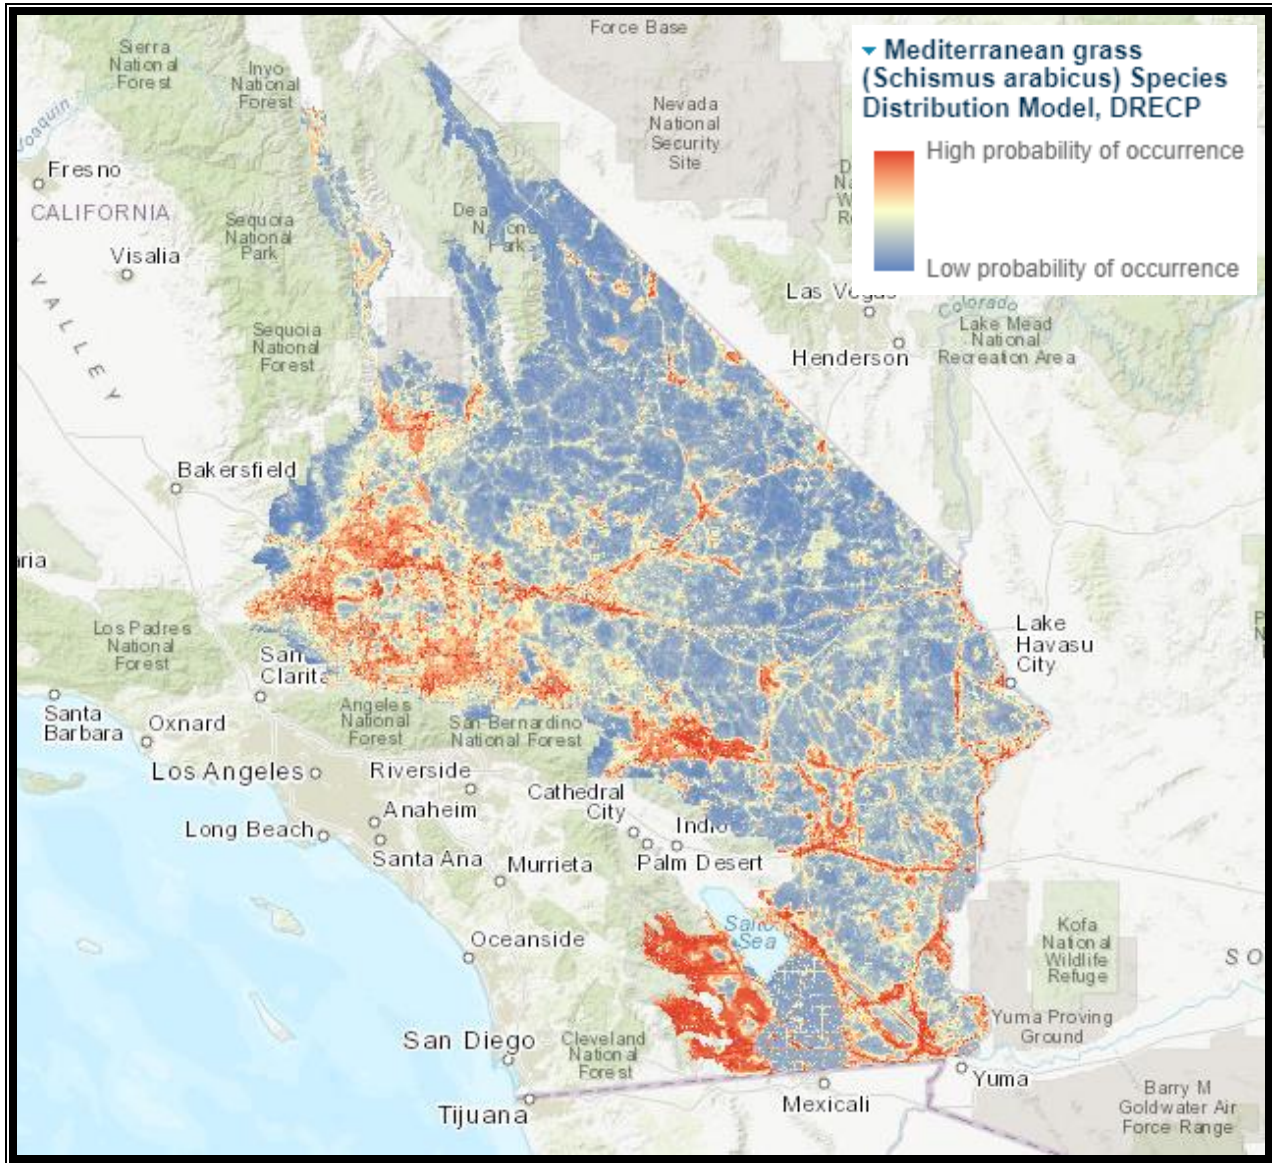 Force Base
Sierra
National
Forest
Inyo
National
Forest
Mediterranean grass
(Schismus arabicus) Species
Distribution Model, DRECP
High probability of occurrence
Low probability of occurrence
Nevada
National
Security
Site
Joaquin
Fresno
CALIFORNIA
Sequoia
National
Park
Visalia
VALLEY
Sequoia
National
Forest
Las Vegas
Colorado
Lake Mead
National
Recreation Area
Henderson
Bakersfield
ria
Los Padres
National
Forest
San
Clarita
Lake
Havasu
City
Santa
Barbara
Oxnard
Angeles
National
Forest
San Bernardino
National Forest
Los Angeles
Riverside
Cathedral
City
Anaheim
Long Beach
Indio
Santa Ana
Murrieta
Palm Desert
Salton
Sea
Oceanside
Kofa
National
Wildlife
Refuge
SO
San Diego
Cleveland
National
Forest
Yuma Proving
Ground
Yuma
Tijuana
Mexicali
Barry M
Goldwater Air
Force Range